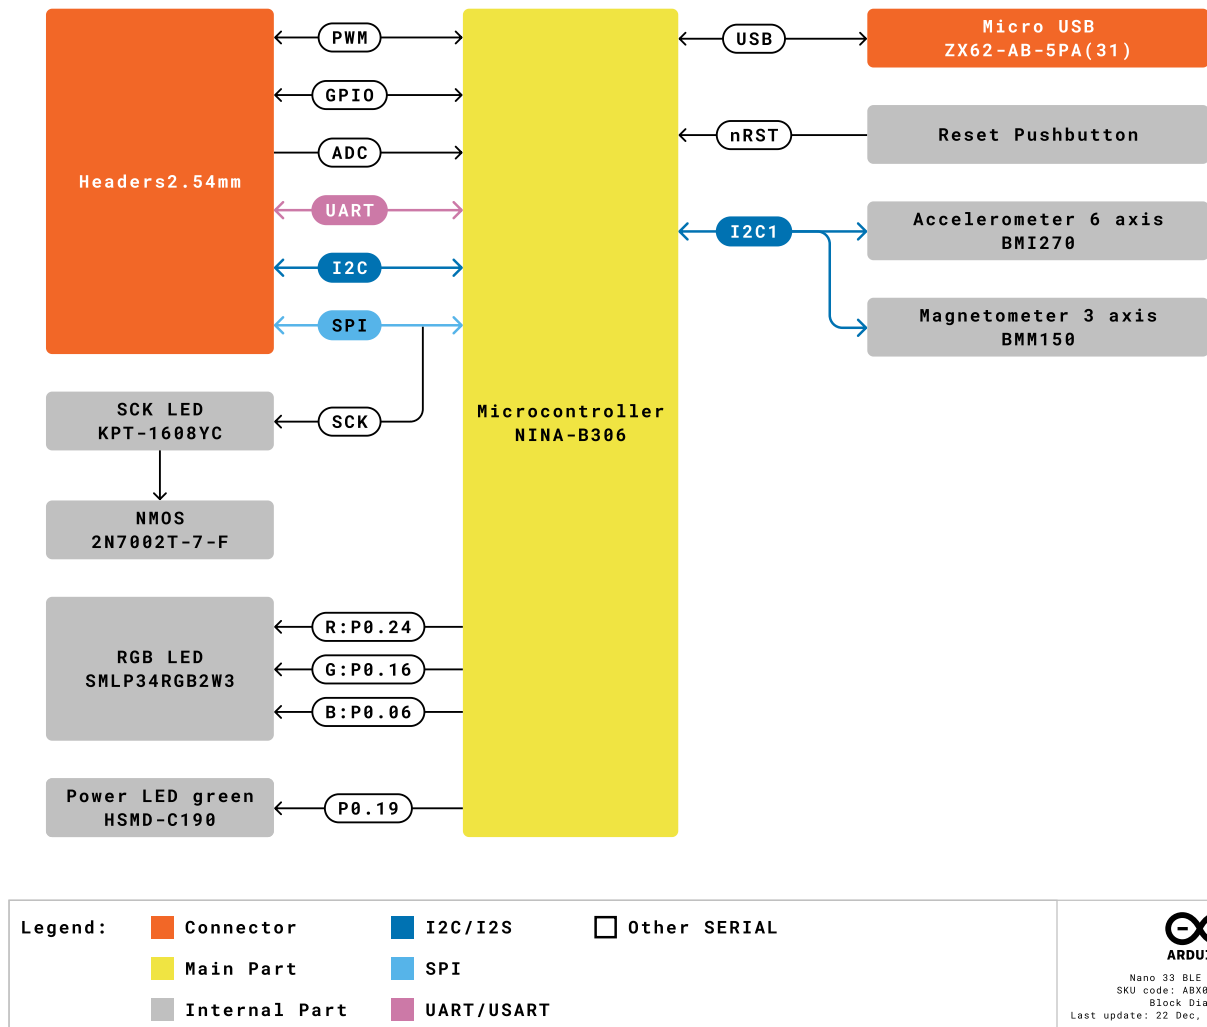 PWM
GPIO
ADC
UART
I2C
SPI
SCK
Headers2.54mm
SCK LED
KPT-1608YC
NMOS
2N7002T-7-F
RGB LED
SMLP34RGB2W3
R:P0.24
G:P0.16
B:P0.06
Power LED green
HSMD-C190
P0.19
Microcontroller
NINA-B306
USB
nRST
I2C1
Micro USB
ZX62-AB-5PA(31)
Reset Pushbutton
Accelerometer 6 axis
BMI270
Magnetometer 3 axis
BMM150
Legend:
Connector
Main Part
Internal Part
I2C/I2S
SPI
UART/USART
Other SERIAL
Nano 33 BLE
SKU code:
Block
Last update: 22 Dec,